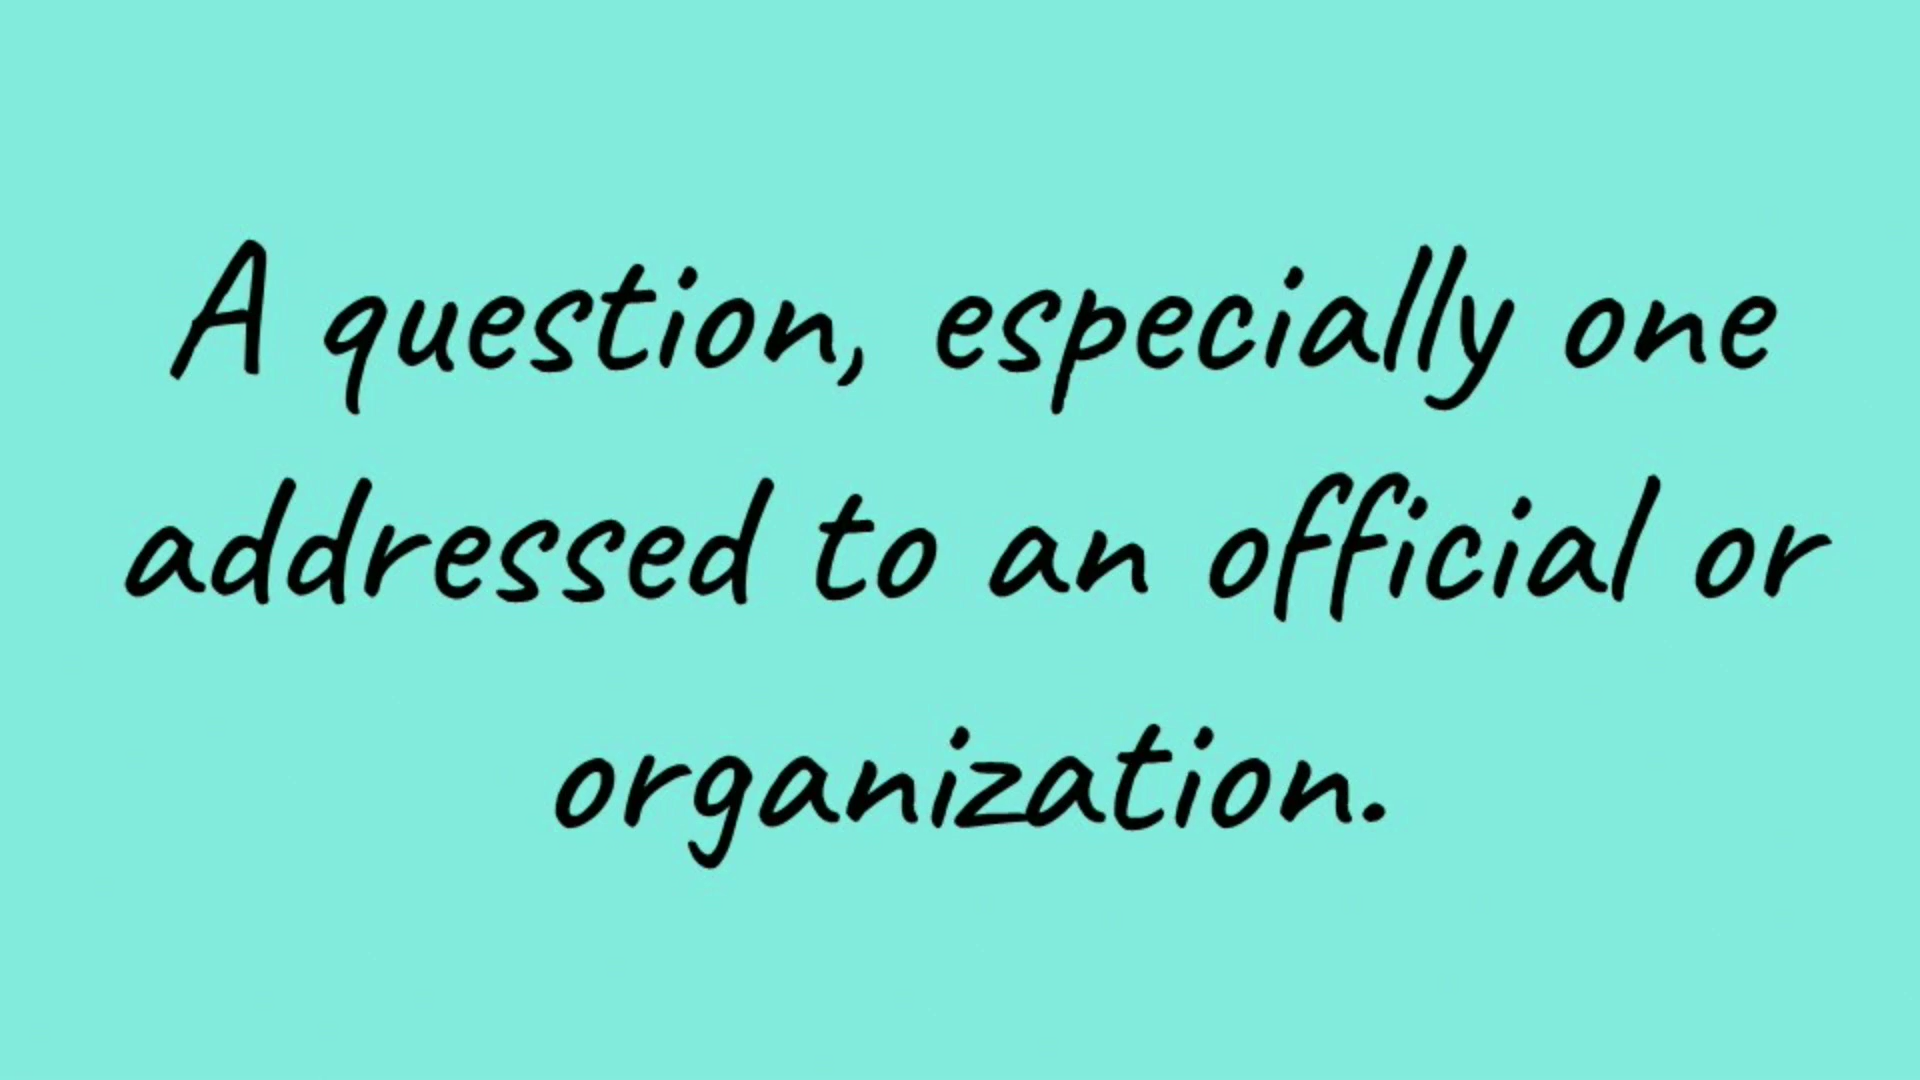 A question, especially one
addressed to an official or
organization.